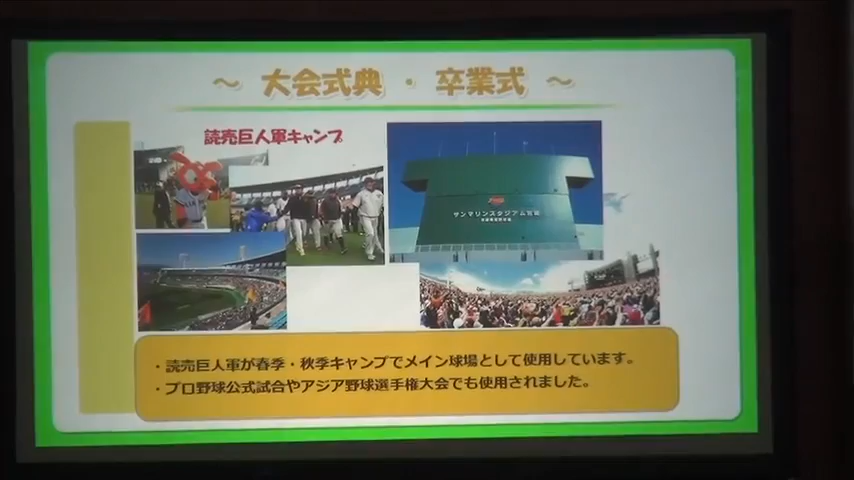 ～ 大会式典 ・ 卒業式 ～
読売巨人軍キャンプ
サンマリンスタジアム宮崎
・読売巨人軍が春季・秋季キャンプでメイン球場として使用しています。
・プロ野球公式試合やアジア野球選手権大会でも使用されました。